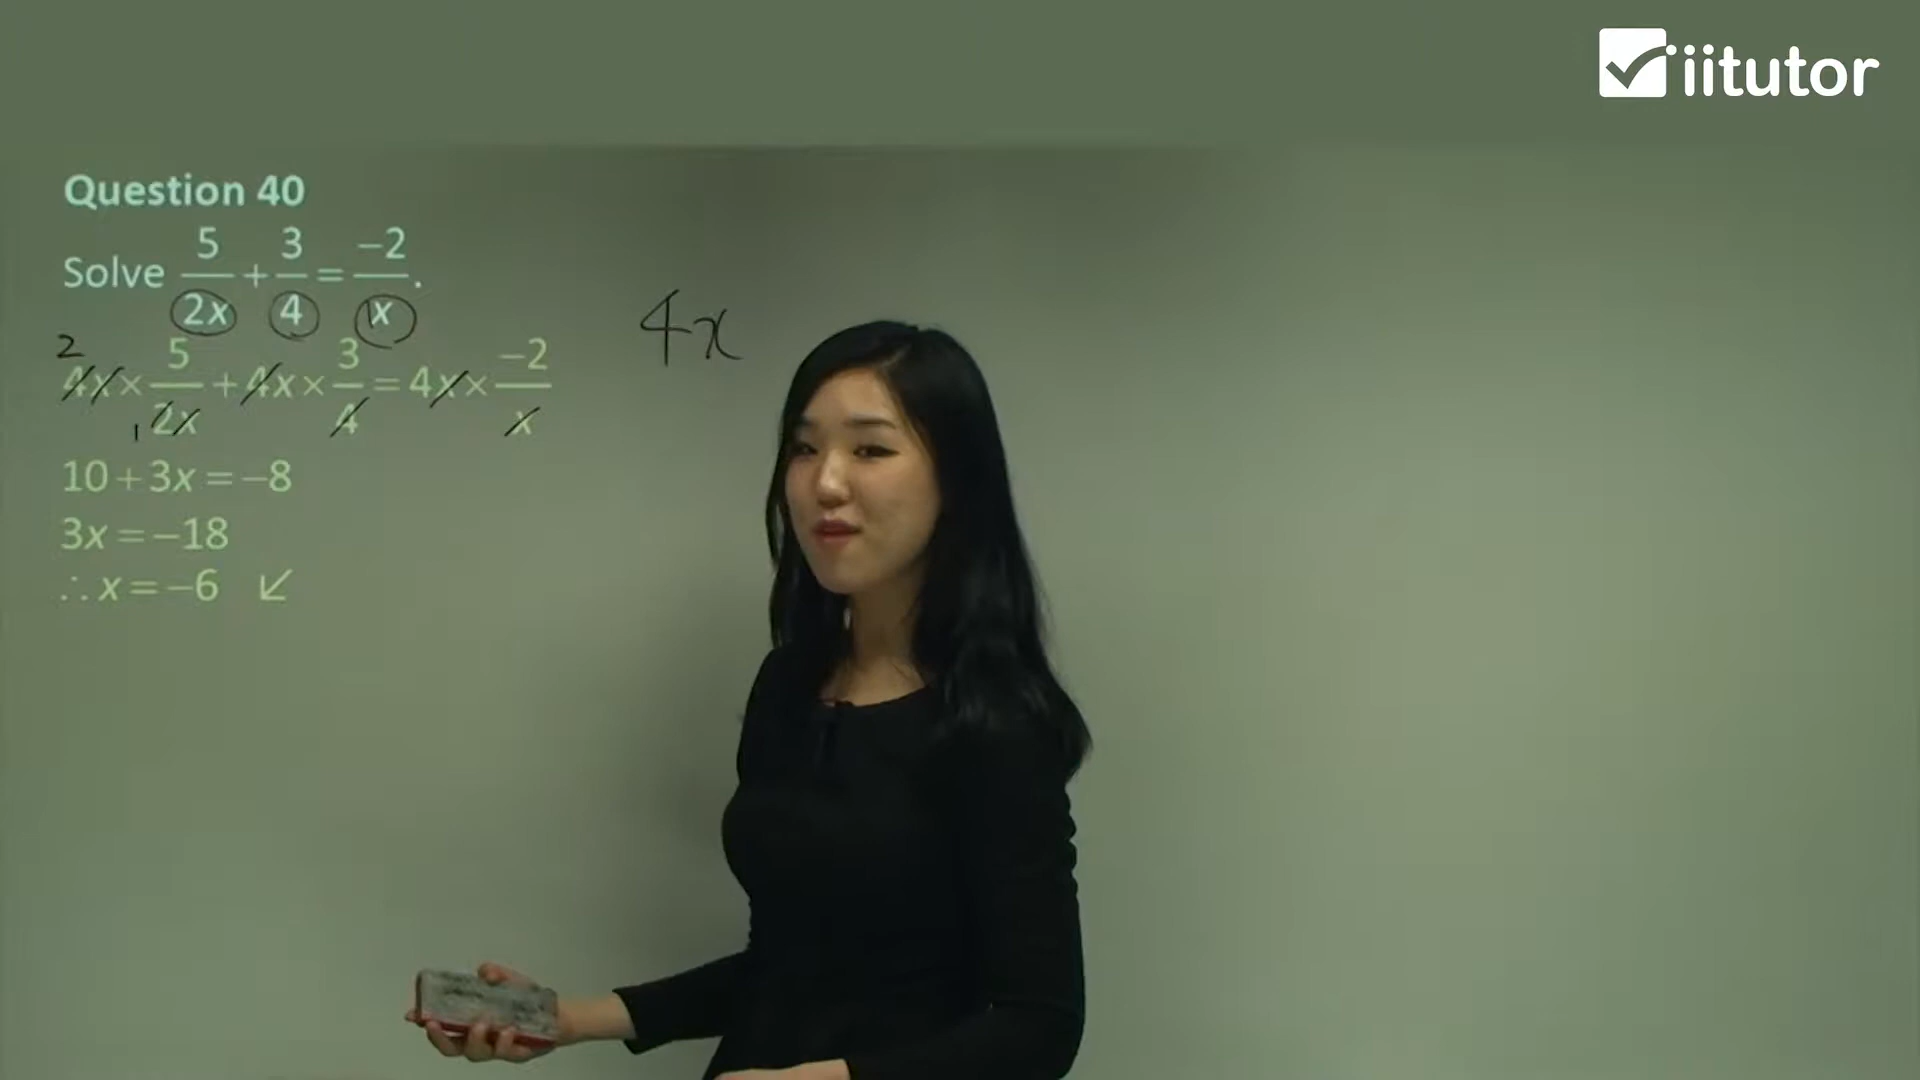 iitutor
Question 40
Solve 5/2x + 3/4 = −2/x.
4x
2
4x × 5/2x + 4x × 3/4 = 4x × −2/x
1
10 + 3x = −8
3x = −18
∴ x = −6 ↙